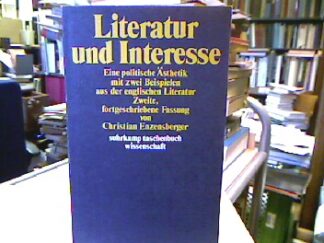 Literatur
und Interesse
Eine politische Ästhetik
mit zwei Beispielen
aus der englischen Literatur
Zweite,
fortgeschriebene Fassung
von
Christian Enzensberger
suhrkamp taschenbuch
wissenschaft